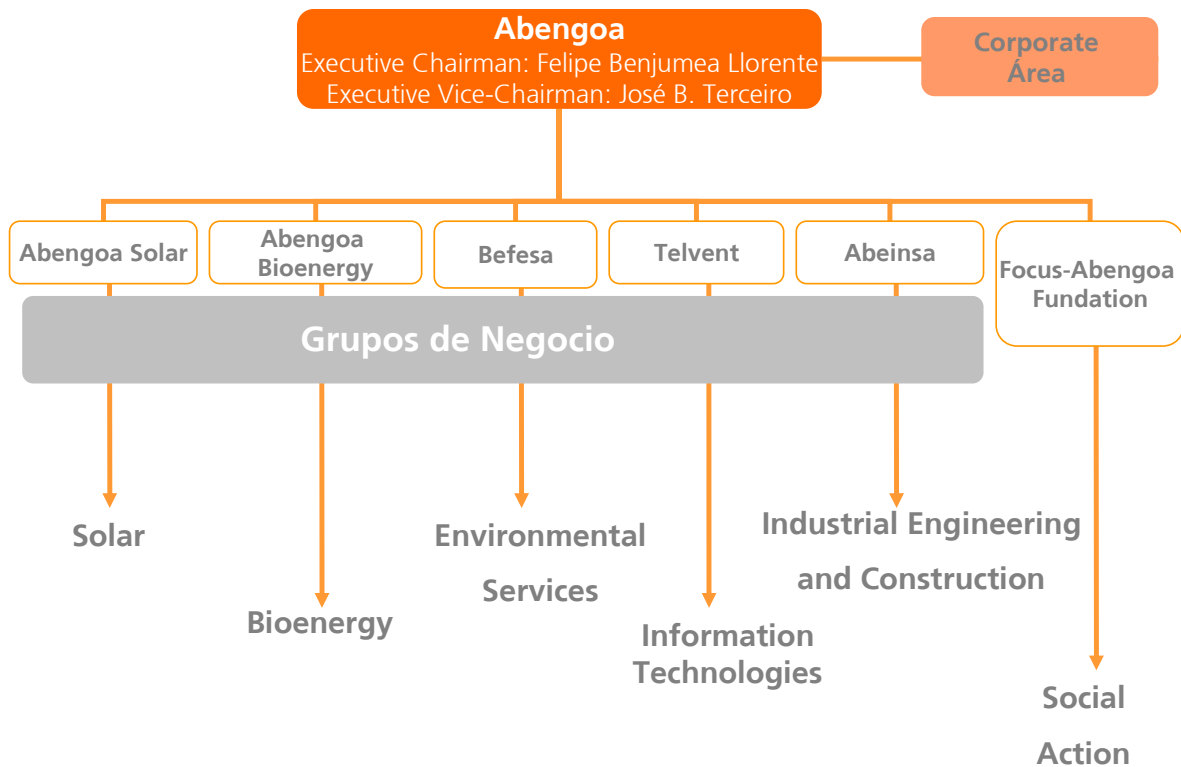 Abengoa
Executive Chairman: Felipe Benjumea Llorente
Executive Vice-Chairman: José B. Terceiro
Corporate
Área
Abengoa Solar
Abengoa
Bioenergy
Befesa
Telvent
Abeinsa
Focus-Abengoa
Fundation
Grupos de Negocio
Solar
Bioenergy
Environmental
Services
Information
Technologies
Industrial Engineering
and Construction
Social
Action